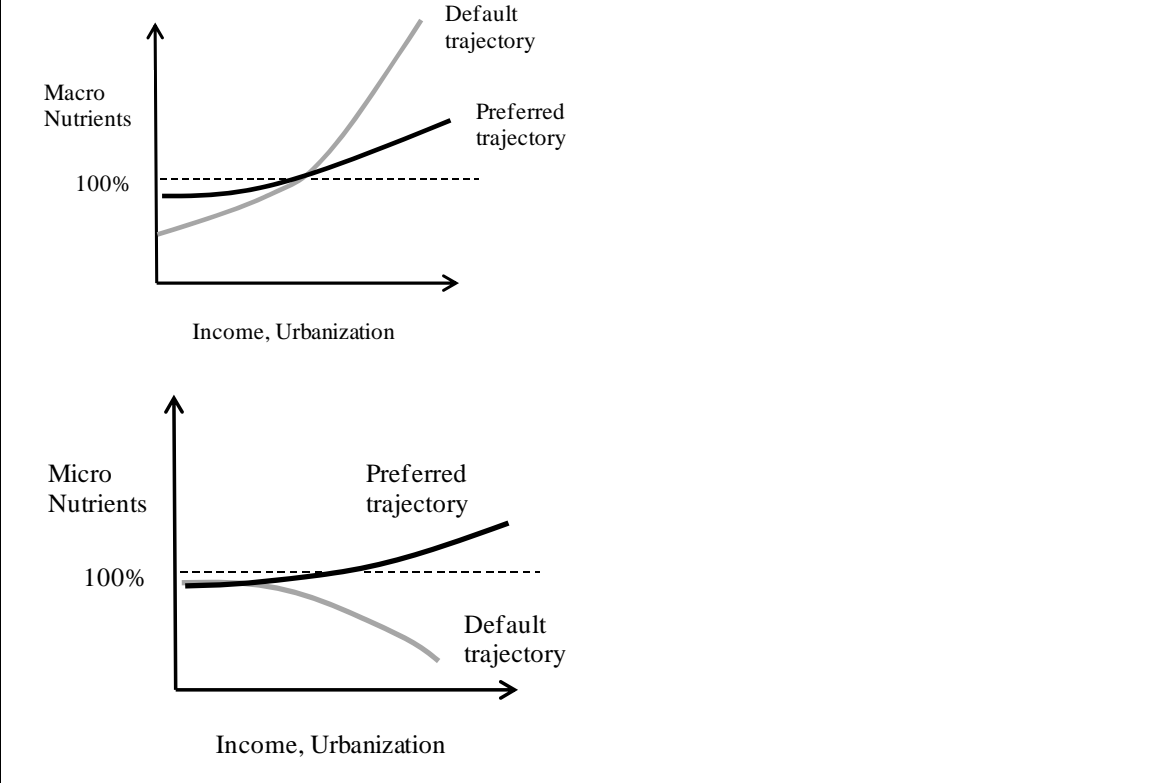 Default
trajectory
Macro
Nutrients
Preferred
trajectory
100%
Income, Urbanization
Micro
Nutrients
Preferred
trajectory
100%
Default
trajectory
Income, Urbanization